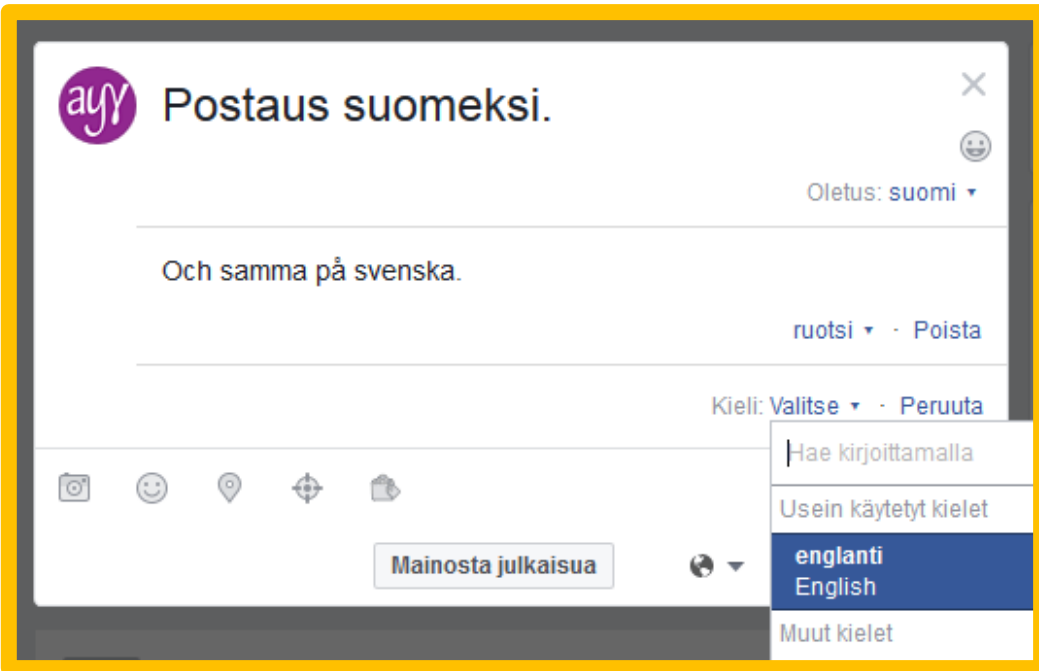 ayy
Postaus suomeksi.
Oletus: suomi
Och samma på svenska.
ruotsi · Poista
Kieli: Valitse · Peruuta
Hae kirjoittamalla
Usein käytetyt kielet
englanti
English
Mainosta julkaisua
Muut kielet